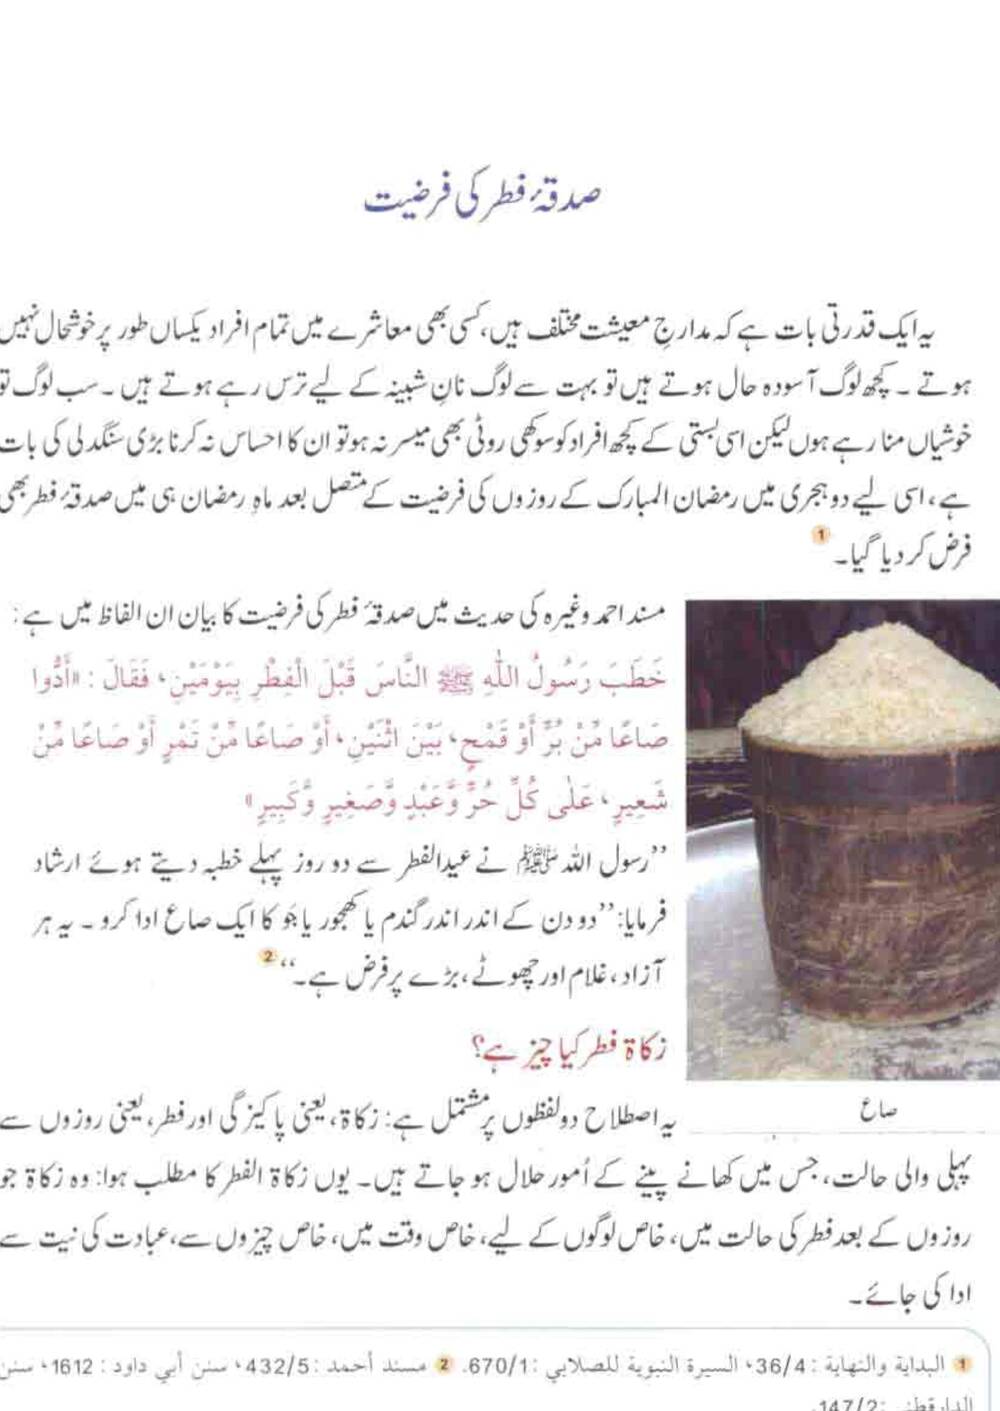 صدقۂ فطر کی فرضیت
یہ ایک قدرتی بات ہے کہ مدارجِ معیشت مختلف ہیں، کسی بھی معاشرے میں تمام افراد یکساں طور پر خوشحال نہیں
ہوتے ۔ کچھ لوگ آسودہ حال ہوتے ہیں تو بہت سے لوگ نانِ شبینہ کے لیے ترس رہے ہوتے ہیں ۔ سب لوگ تو
خوشیاں منا رہے ہوں لیکن اسی بستی کے کچھ افراد کو سوکھی روٹی بھی میسر نہ ہو تو ان کا احساس نہ کرنا بڑی سنگدلی کی بات
ہے، اسی لیے دو ہجری میں رمضان المبارک کے روزوں کی فرضیت کے متصل بعد ماہِ رمضان ہی میں صدقۂ فطر بھی
فرض کر دیا گیا۔ 1
مسند احمد وغیرہ کی حدیث میں صدقۂ فطر کی فرضیت کا بیان ان الفاظ میں ہے:
خَطَبَ رَسُولُ اللّٰهِ ﷺ النَّاسَ قَبْلَ الْفِطْرِ بِيَوْمَيْنِ، فَقَالَ : «أَدُّوا
صَاعًا مِّنْ بُرٍّ أَوْ قَمْحٍ، بَيْنَ اثْنَيْنِ، أَوْ صَاعًا مِّنْ تَمْرٍ أَوْ صَاعًا مِّنْ
شَعِيرٍ، عَلٰى كُلِّ حُرٍّ وَّعَبْدٍ وَّصَغِيرٍ وَّكَبِيرٍ»
’’رسول اللہ ﷺ نے عیدالفطر سے دو روز پہلے خطبہ دیتے ہوئے ارشاد
فرمایا: ’’دو دن کے اندر اندر گندم یا کھجور یا جَو کا ایک صاع ادا کرو ۔ یہ ہر
آزاد، غلام اور چھوٹے، بڑے پر فرض ہے۔‘‘ 2
زکاۃ فطر کیا چیز ہے؟
صاع
یہ اصطلاح دو لفظوں پر مشتمل ہے: زکاۃ، یعنی پاکیزگی اور فطر، یعنی روزوں سے
پہلی والی حالت، جس میں کھانے پینے کے اُمور حلال ہو جاتے ہیں۔ یوں زکاۃ الفطر کا مطلب ہوا: وہ زکاۃ جو
روزوں کے بعد فطر کی حالت میں، خاص لوگوں کے لیے، خاص وقت میں، خاص چیزوں سے، عبادت کی نیت سے
ادا کی جائے۔
1 البداية والنهاية : 36/4، السيرة النبوية للصلابي : 670/1. 2 مسند أحمد : 432/5، سنن أبي داود : 1612، سنن
الدارقطني : 147/2.